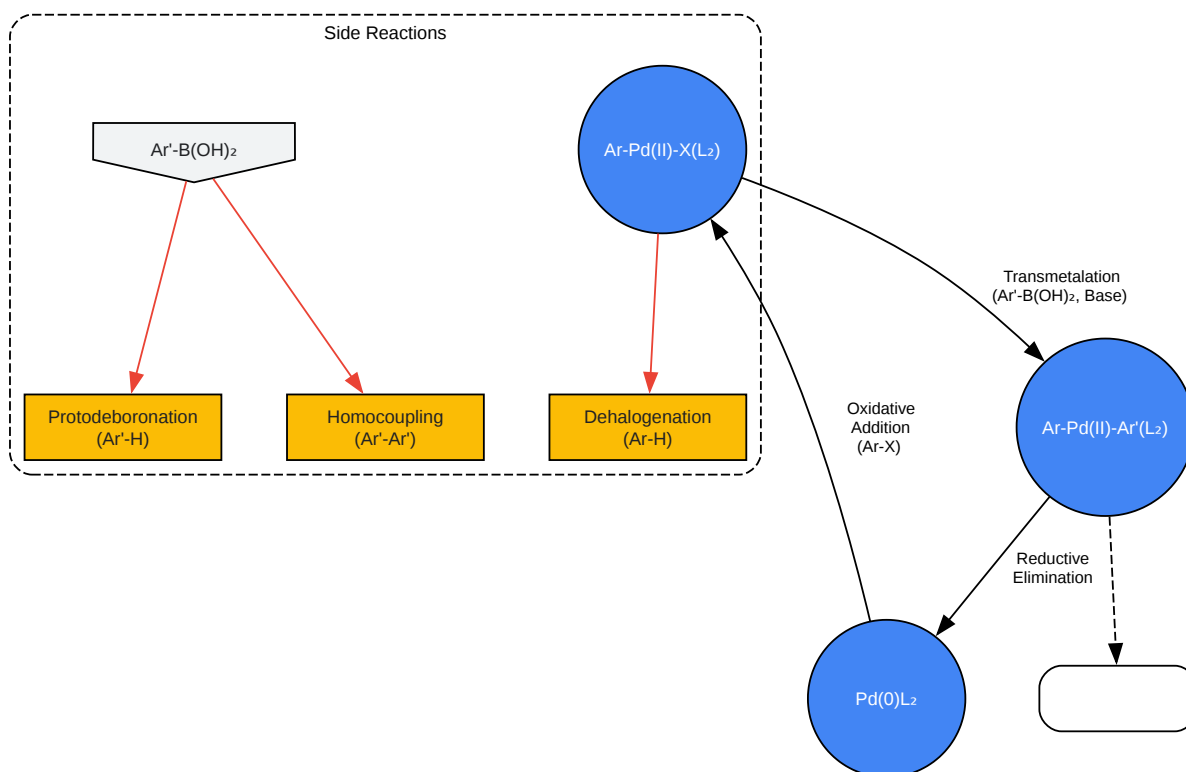 Side Reactions
Ar'-B(OH)₂
Ar-Pd(II)-X(L₂)
Transmetalation
(Ar'-B(OH)₂, Base)
Protodeboronation
(Ar'-H)
Homocoupling
(Ar'-Ar')
Dehalogenation
(Ar-H)
Oxidative
Addition
(Ar-X)
Ar-Pd(II)-Ar'(L₂)
Reductive
Elimination
Pd(0)L₂